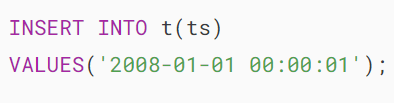 INSERT INTO t(ts)
VALUES('2008-01-01 00:00:01');